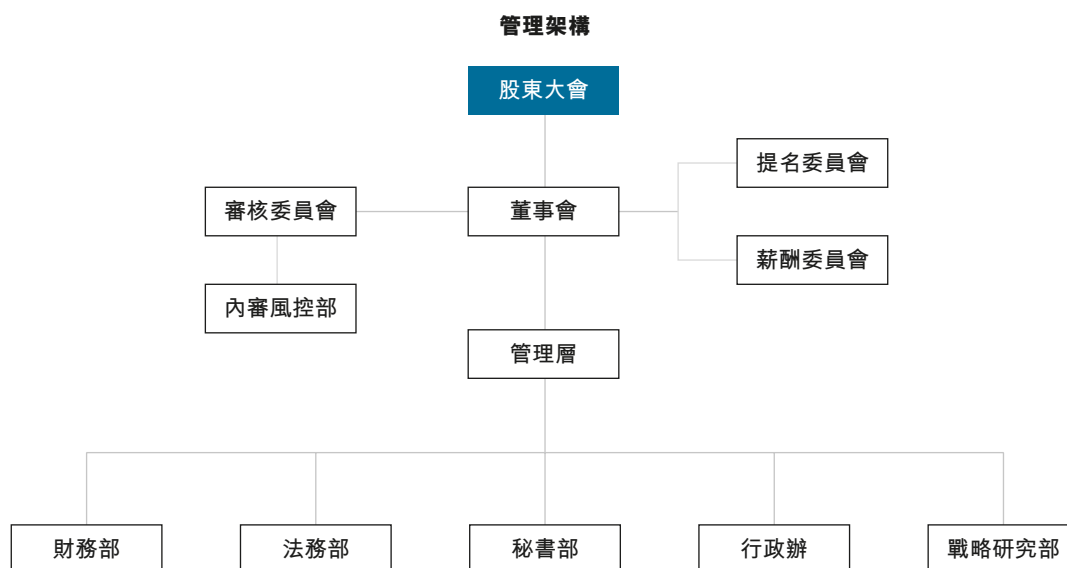 管理架構
股東大會
提名委員會
審核委員會
董事會
薪酬委員會
內審風控部
管理層
財務部
法務部
秘書部
行政辦
戰略研究部